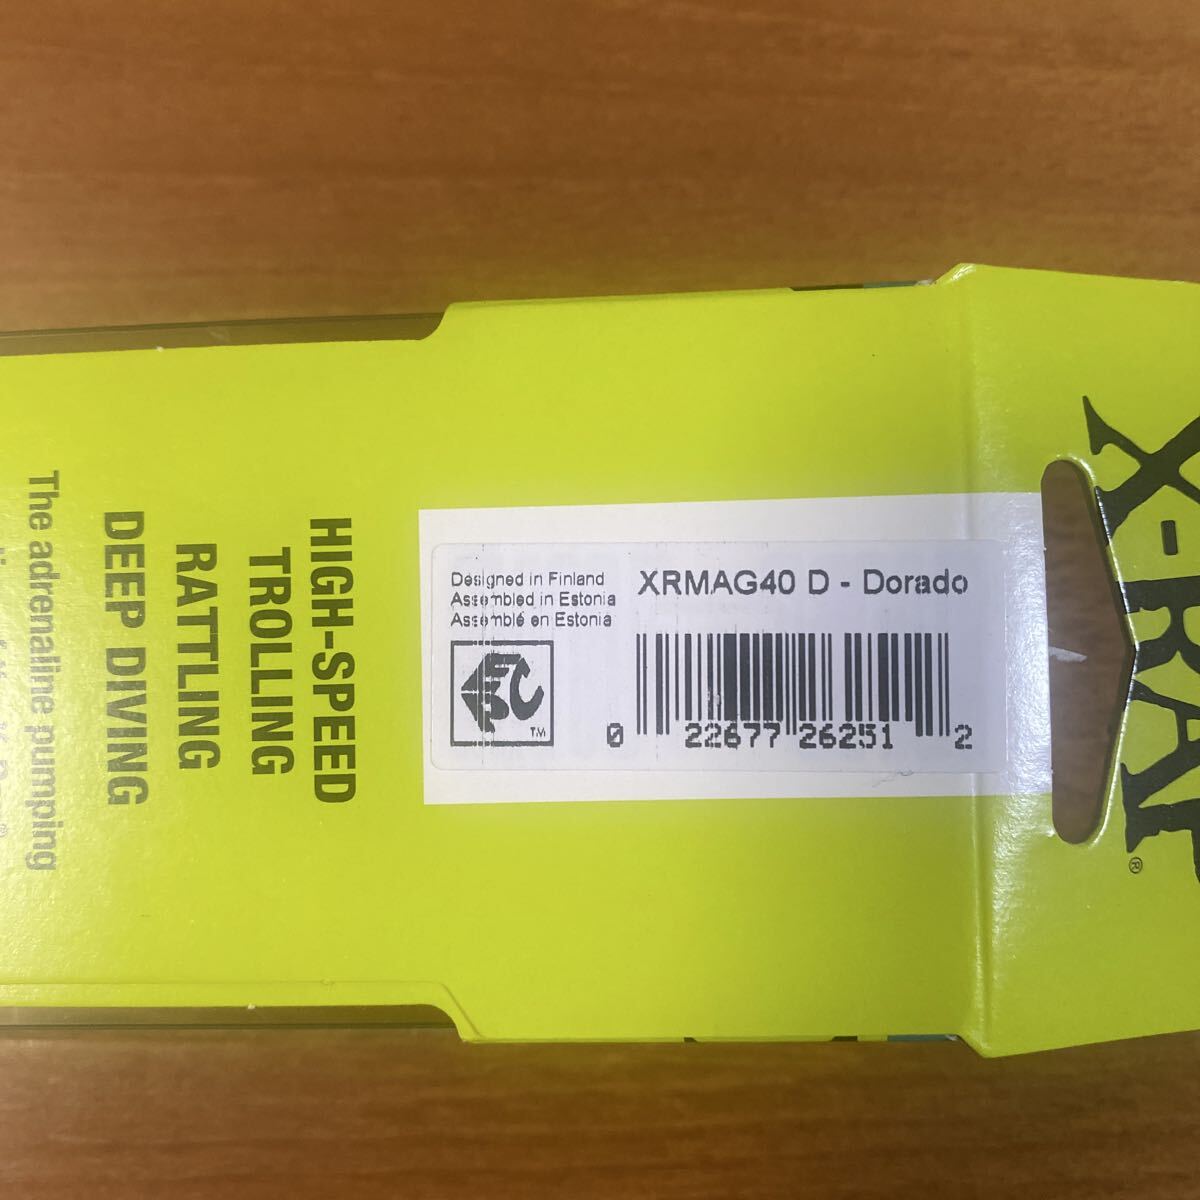 X-RAP®
Designed in Finland
Assembled in Estonia
Assemblé en Estonia
XRMAG40 D - Dorado
TM
0 22677 26251 2
HIGH-SPEED
TROLLING
RATTLING
DEEP DIVING
The adrenaline pumping